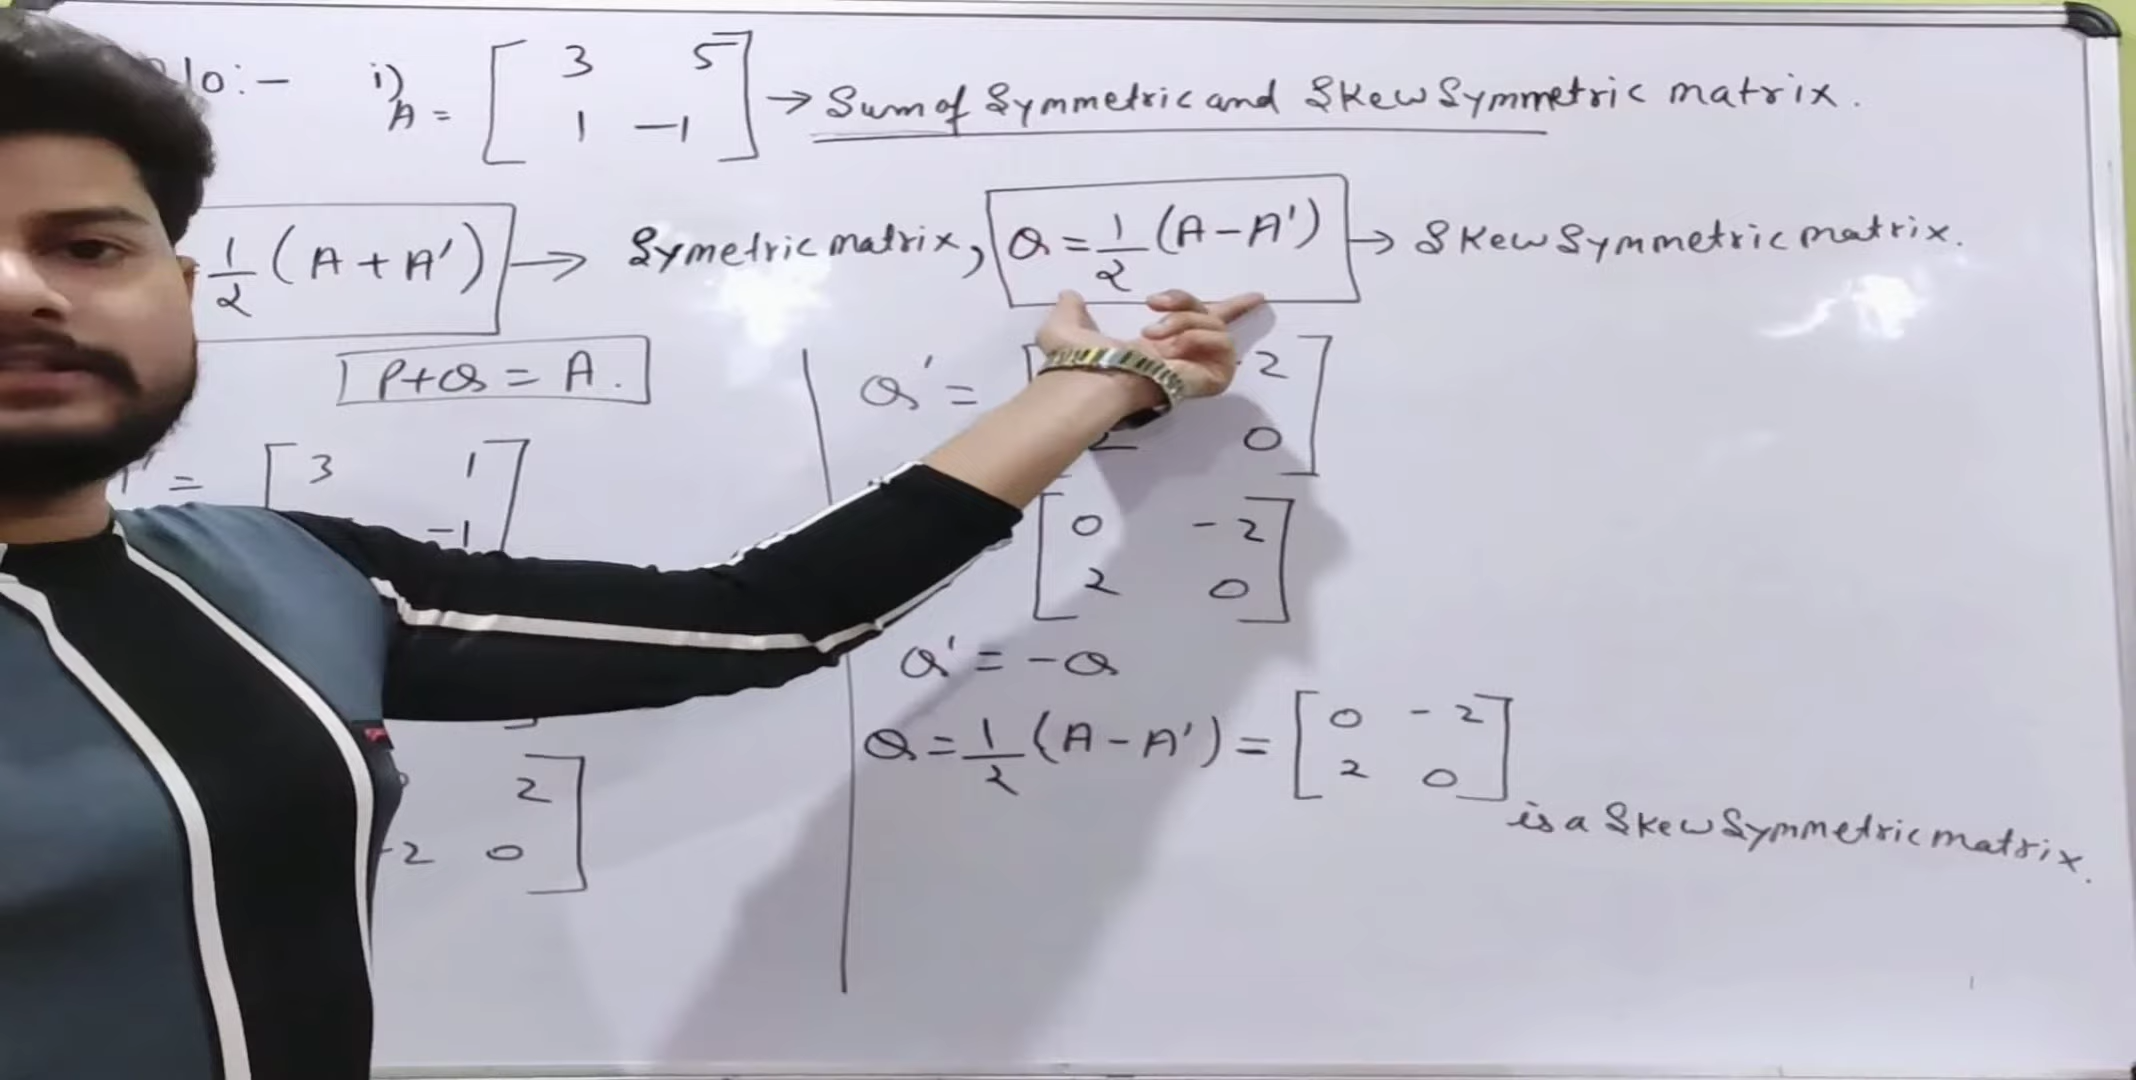 10:- i) A = [ 3 5
1 -1 ] → Sum of Symmetric and Skew Symmetric matrix.
1/2 (A + A') → Symetric matrix, Q = 1/2 (A - A') → Skew Symmetric matrix.
P+Q = A.
= [ 3 1
-1 ]
2
-2 0 ]
Q' = [ -2
2 0 ]
[ 0 -2
2 0 ]
Q' = -Q
Q = 1/2 (A - A') = [ 0 -2
2 0 ]
is a Skew Symmetric matrix.